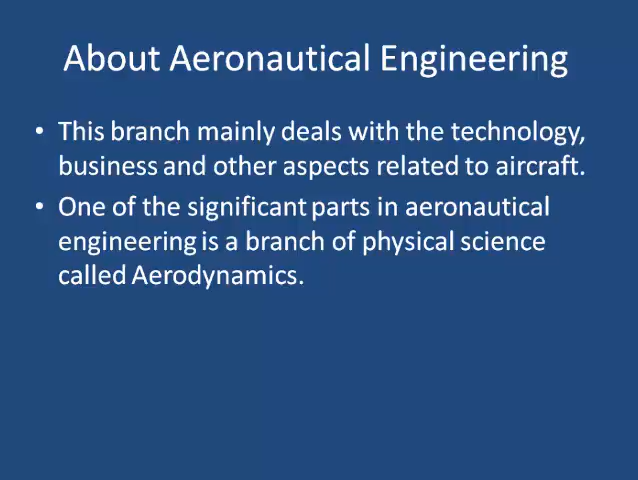 About Aeronautical Engineering
• This branch mainly deals with the technology,
business and other aspects related to aircraft.
• One of the significant parts in aeronautical
engineering is a branch of physical science
called Aerodynamics.